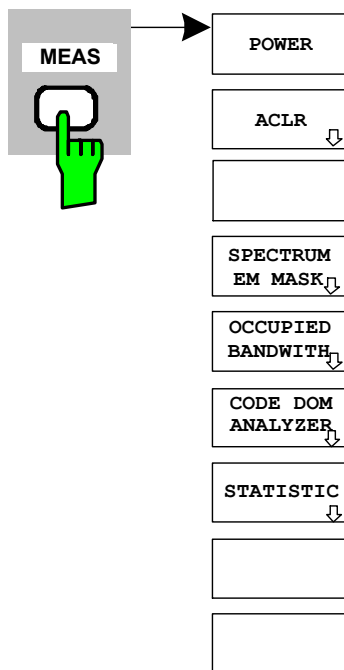 MEAS
POWER
ACLR
SPECTRUM
EM MASK
OCCUPIED
BANDWITH
CODE DOM
ANALYZER
STATISTIC